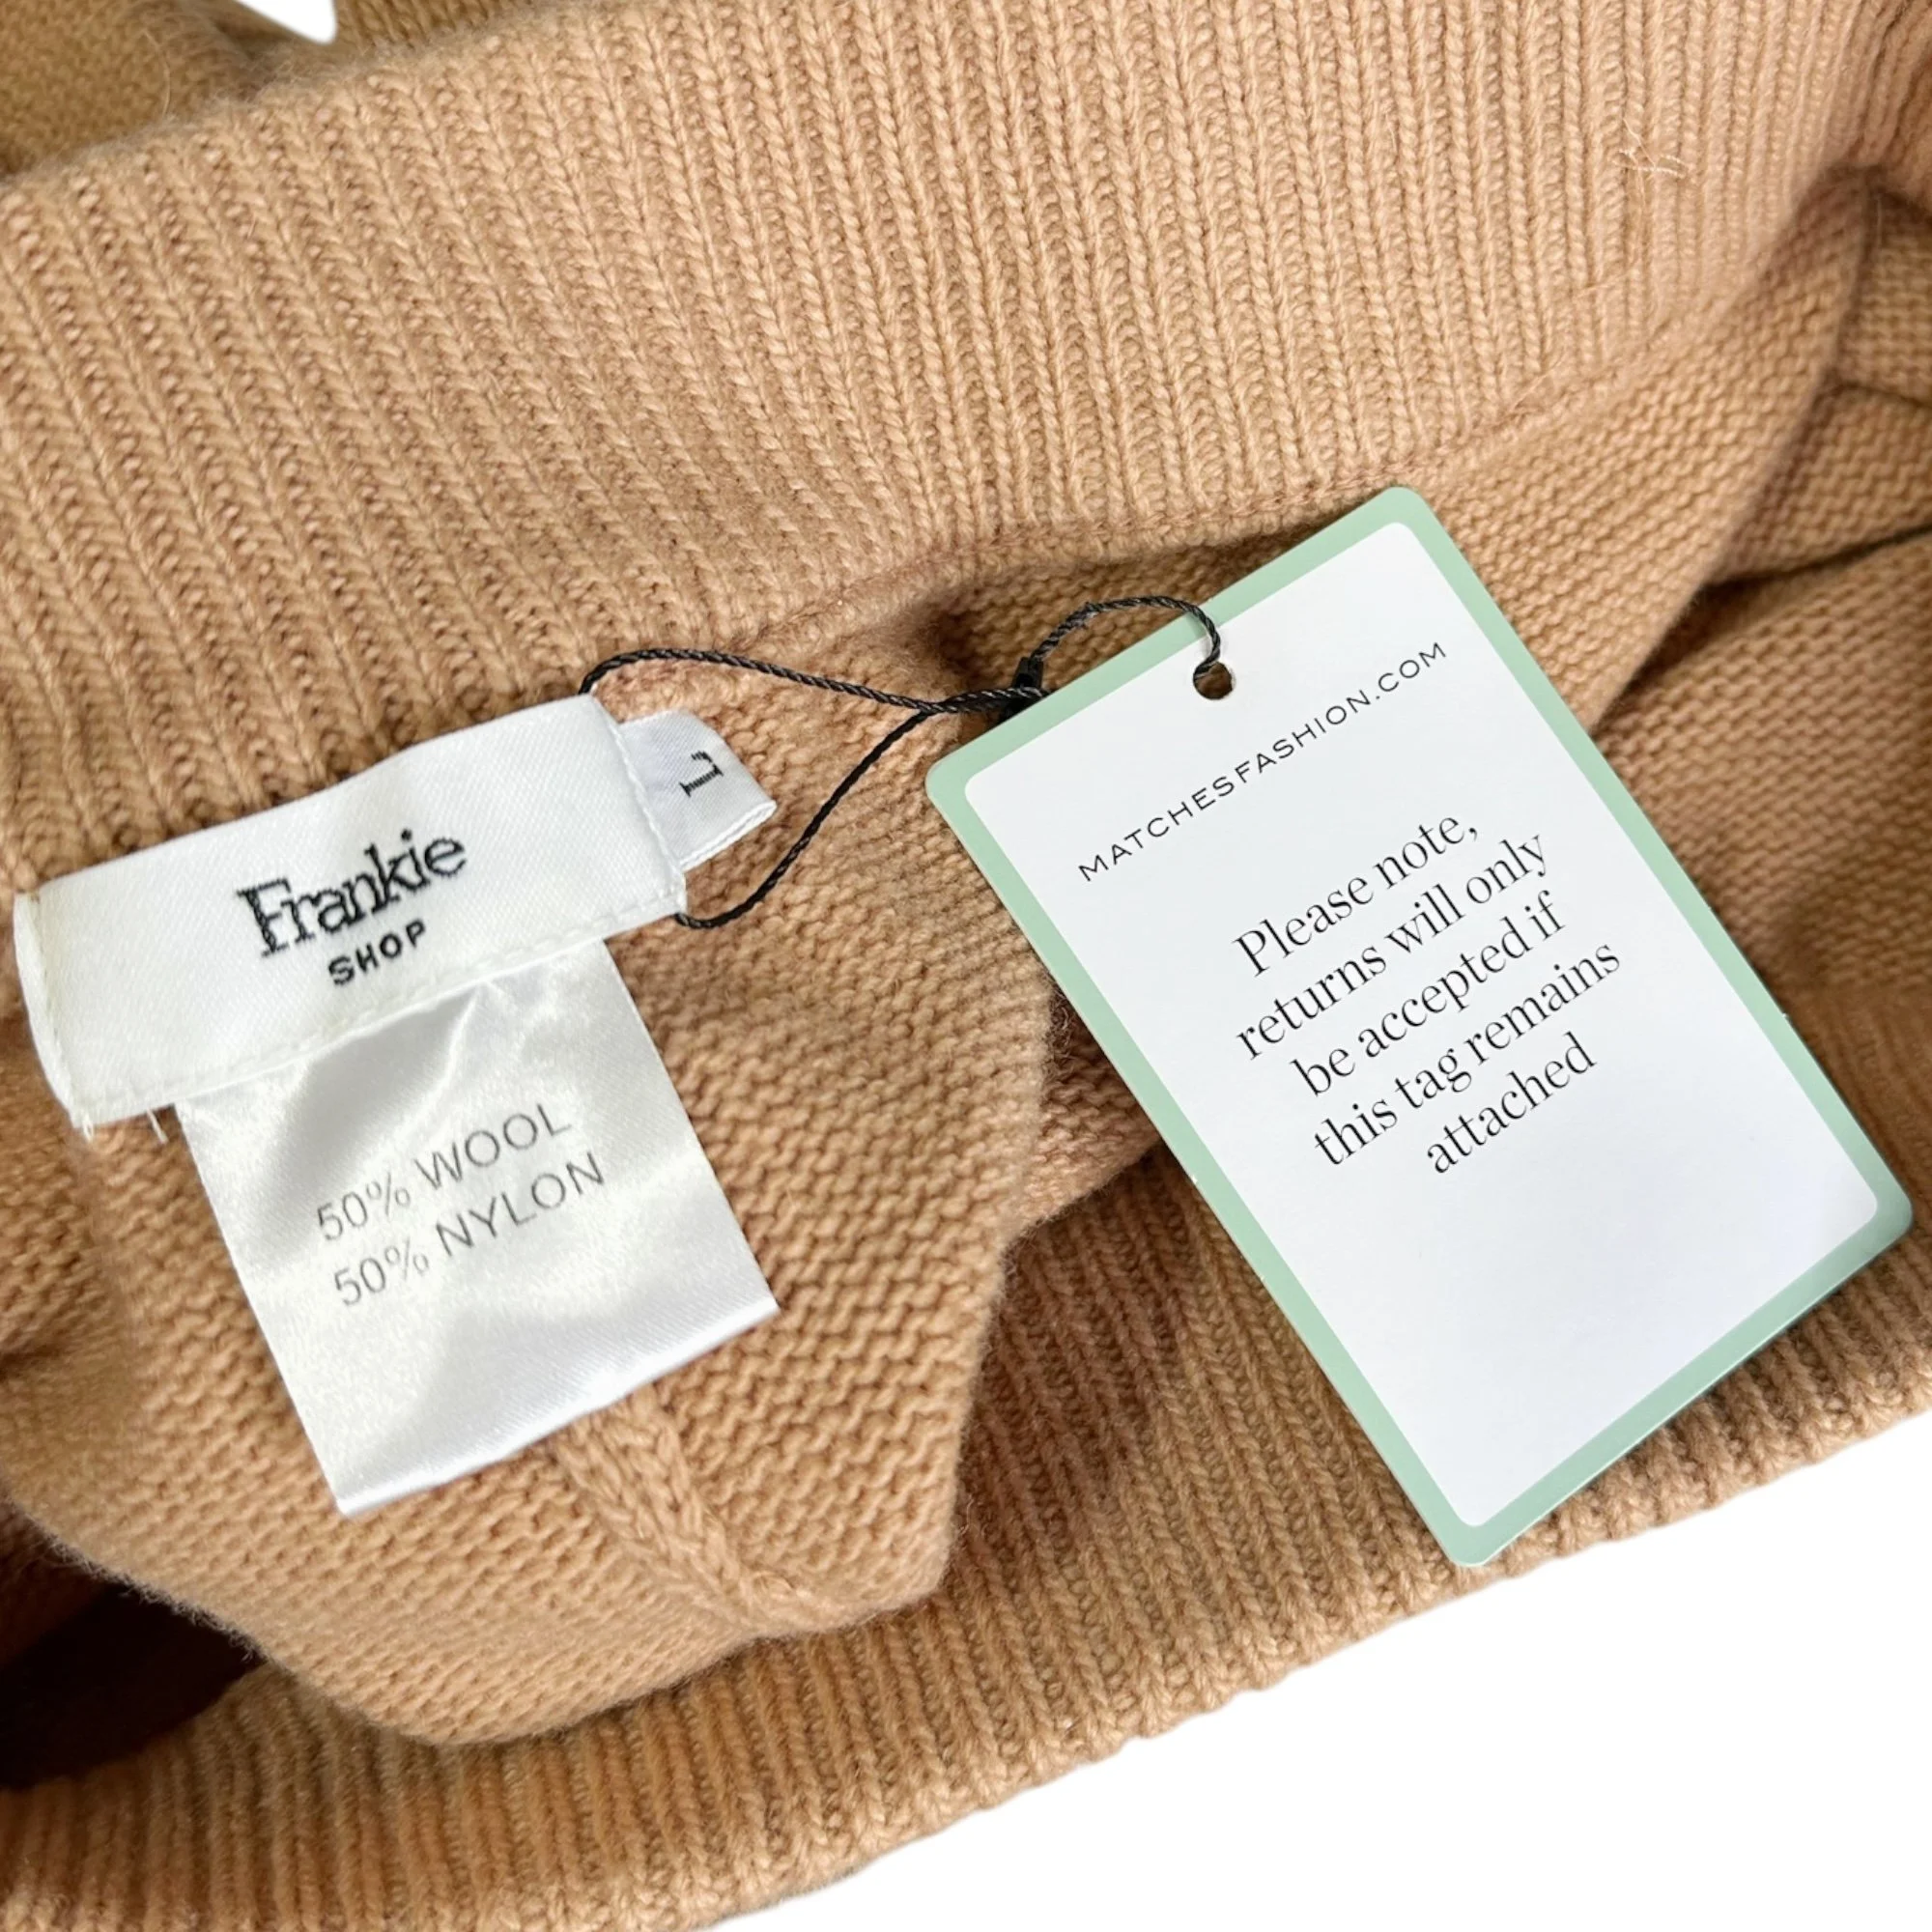 Frankie
SHOP
L
50% WOOL
50% NYLON
MATCHESFASHION.COM
Please note,
returns will only
be accepted if
this tag remains
attached